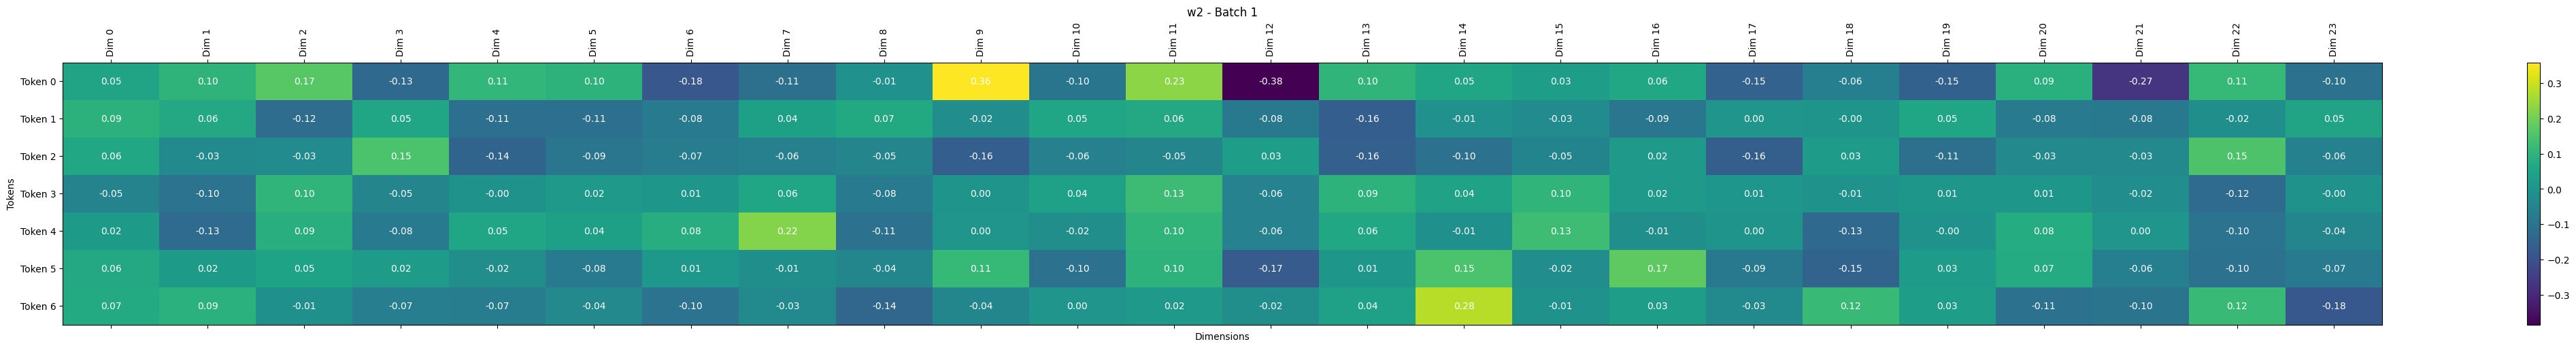 w2 - Batch 1
Dim 0 Dim 1 Dim 2 Dim 3 Dim 4 Dim 5 Dim 6 Dim 7 Dim 8 Dim 9 Dim 10 Dim 11 Dim 12 Dim 13 Dim 14 Dim 15 Dim 16 Dim 17 Dim 18 Dim 19 Dim 20 Dim 21 Dim 22 Dim 23
Token 0 0.05 0.10 0.17 -0.13 0.11 0.10 -0.18 -0.11 -0.01 0.36 -0.10 0.23 -0.38 0.10 0.05 0.03 0.06 -0.15 -0.06 -0.15 0.09 -0.27 0.11 -0.10
Token 1 0.09 0.06 -0.12 0.05 -0.11 -0.11 -0.08 0.04 0.07 -0.02 0.05 0.06 -0.08 -0.16 -0.01 -0.03 -0.09 0.00 -0.00 0.05 -0.08 -0.08 -0.02 0.05
Token 2 0.06 -0.03 -0.03 0.15 -0.14 -0.09 -0.07 -0.06 -0.05 -0.16 -0.06 -0.05 0.03 -0.16 -0.10 -0.05 0.02 -0.16 0.03 -0.11 -0.03 -0.03 0.15 -0.06
Token 3 -0.05 -0.10 0.10 -0.05 -0.00 0.02 0.01 0.06 -0.08 0.00 0.04 0.13 -0.06 0.09 0.04 0.10 0.02 0.01 -0.01 0.01 0.01 -0.02 -0.12 -0.00
Token 4 0.02 -0.13 0.09 -0.08 0.05 0.04 0.08 0.22 -0.11 0.00 -0.02 0.10 -0.06 0.06 -0.01 0.13 -0.01 0.00 -0.13 -0.00 0.08 0.00 -0.10 -0.04
Token 5 0.06 0.02 0.05 0.02 -0.02 -0.08 0.01 -0.01 -0.04 0.11 -0.10 0.10 -0.17 0.01 0.15 -0.02 0.17 -0.09 -0.15 0.03 0.07 -0.06 -0.10 -0.07
Token 6 0.07 0.09 -0.01 -0.07 -0.07 -0.04 -0.10 -0.03 -0.14 -0.04 0.00 0.02 -0.02 0.04 0.28 -0.01 0.03 -0.03 0.12 0.03 -0.11 -0.10 0.12 -0.18
Tokens
Dimensions
0.3
0.2
0.1
0.0
−0.1
−0.2
−0.3